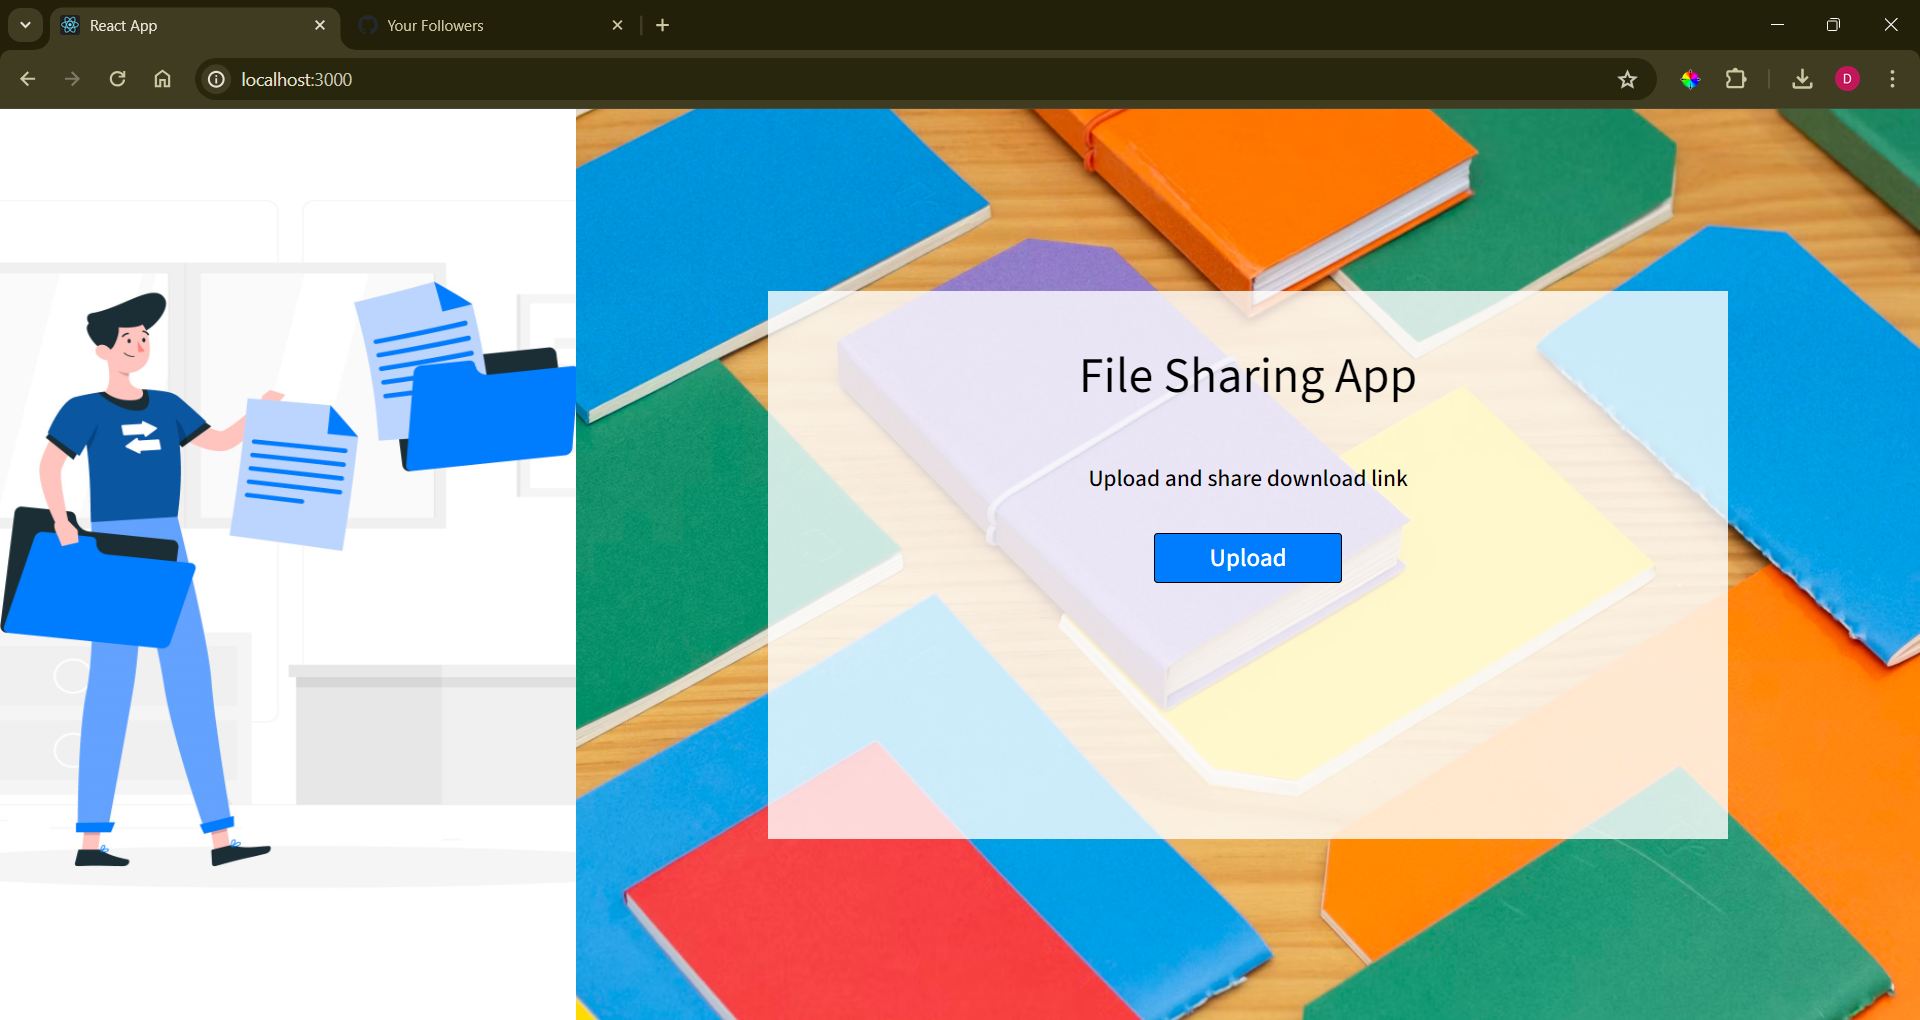 React App
Your Followers
localhost:3000
D
File Sharing App
Upload and share download link
Upload